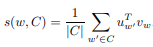 s(w, C) = \frac{1}{|C|} \sum_{w' \in C} u_{w'}^T v_w